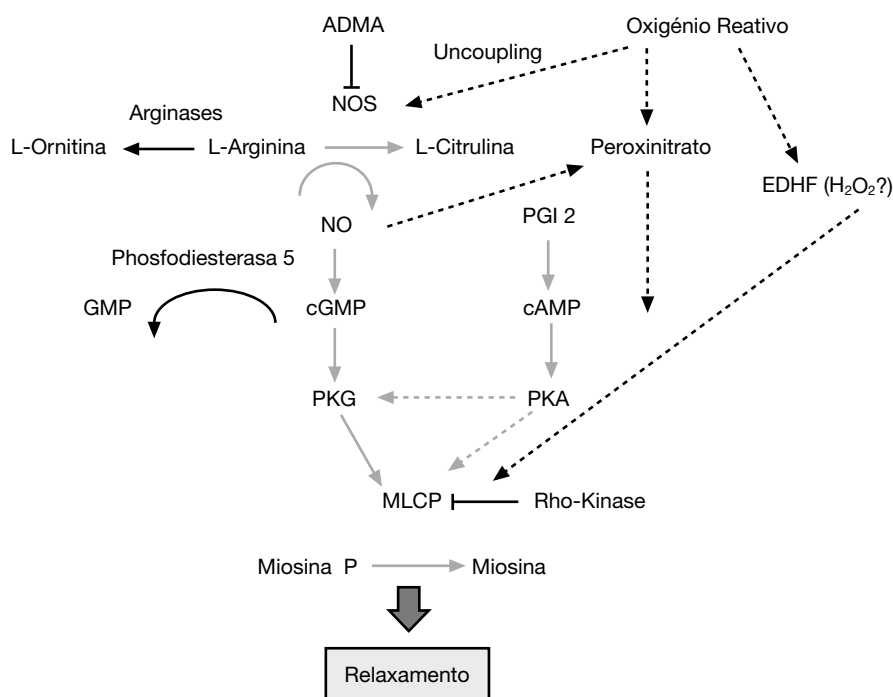 ADMA
Oxigénio Reativo
Uncoupling
NOS
Arginases
L-Ornitina
L-Arginina
L-Citrulina
Peroxinitrato
EDHF (H₂O₂?)
NO
PGI 2
Phosfodiesterasa 5
GMP
cGMP
cAMP
PKG
PKA
MLCP
Rho-Kinase
Miosina P
Miosina
Relaxamento